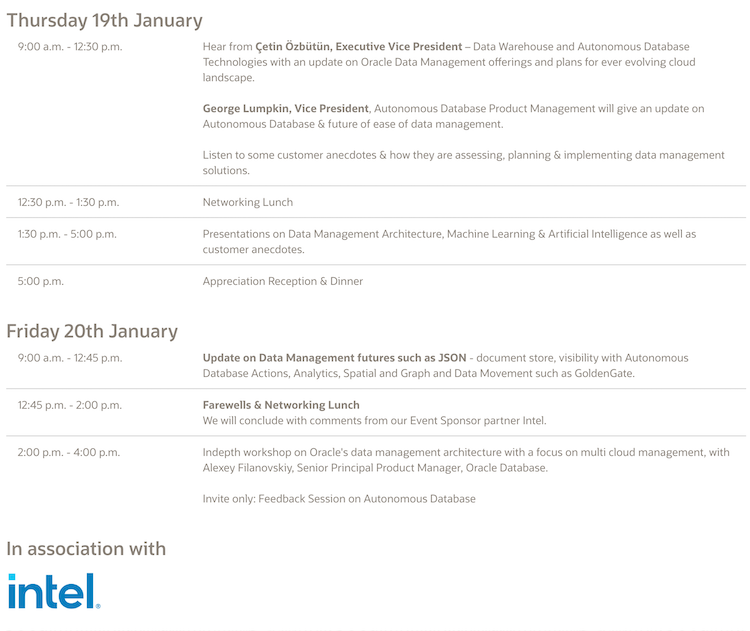 Thursday 19th January
9:00 a.m. - 12:30 p.m.
Hear from Çetin Özbütün, Executive Vice President – Data Warehouse and Autonomous Database
Technologies with an update on Oracle Data Management offerings and plans for ever evolving cloud
landscape.
George Lumpkin, Vice President, Autonomous Database Product Management will give an update on
Autonomous Database & future of ease of data management.
Listen to some customer anecdotes & how they are assessing, planning & implementing data management
solutions.
12:30 p.m. - 1:30 p.m.
Networking Lunch
1:30 p.m. - 5:00 p.m.
Presentations on Data Management Architecture, Machine Learning & Artificial Intelligence as well as
customer anecdotes.
5:00 p.m.
Appreciation Reception & Dinner
Friday 20th January
9:00 a.m. - 12:45 p.m.
Update on Data Management futures such as JSON - document store, visibility with Autonomous
Database Actions, Analytics, Spatial and Graph and Data Movement such as GoldenGate.
12:45 p.m. - 2:00 p.m.
Farewells & Networking Lunch
We will conclude with comments from our Event Sponsor partner Intel.
2:00 p.m. - 4:00 p.m.
Indepth workshop on Oracle's data management architecture with a focus on multi cloud management, with
Alexey Filanovskiy, Senior Principal Product Manager, Oracle Database.
Invite only: Feedback Session on Autonomous Database
In association with
intel®